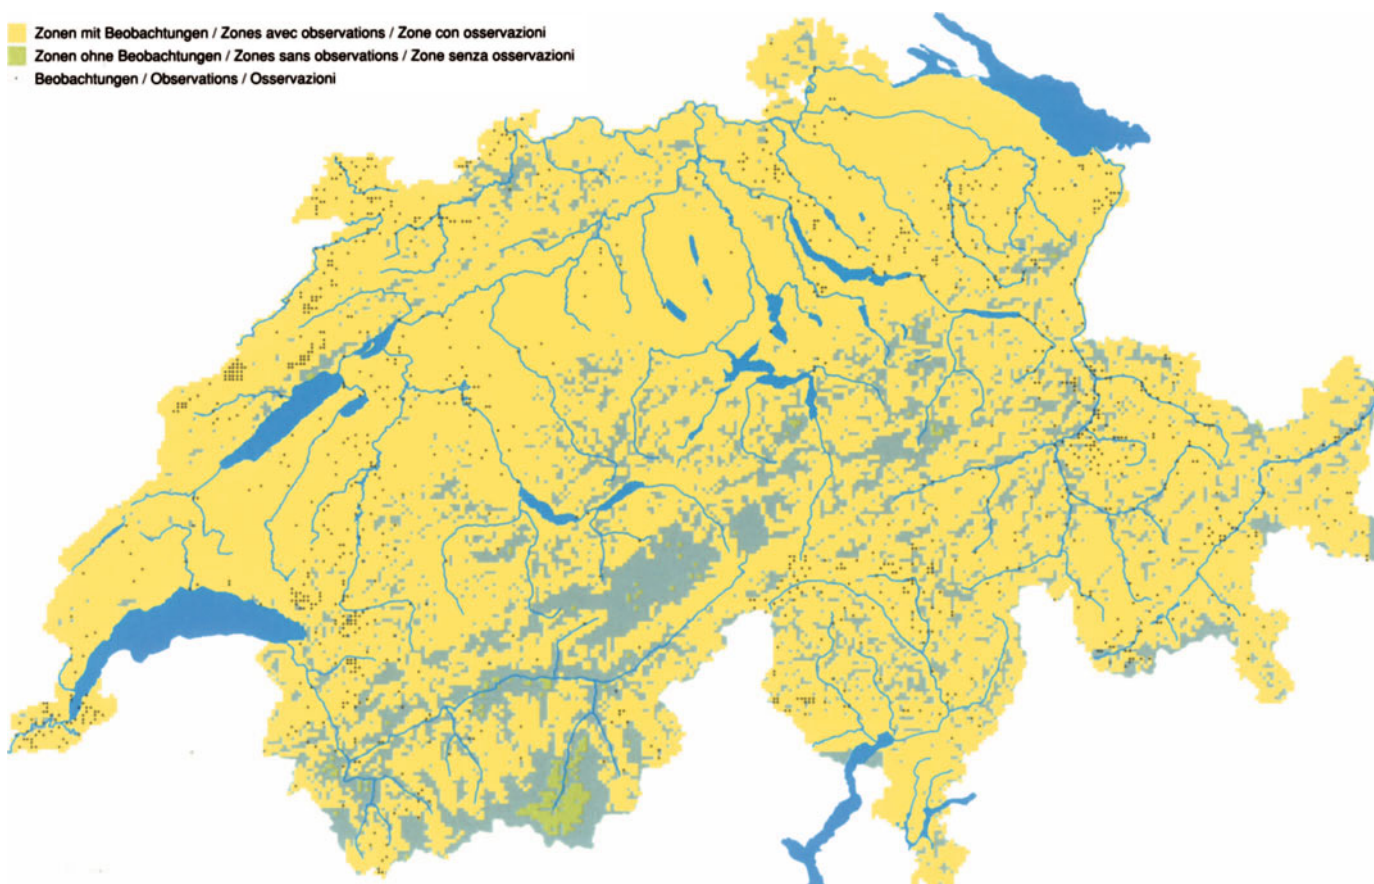 Zonen mit Beobachtungen / Zones avec observations / Zone con osservazioni
Zonen ohne Beobachtungen / Zones sans observations / Zone senza osservazioni
Beobachtungen / Observations / Osservazioni